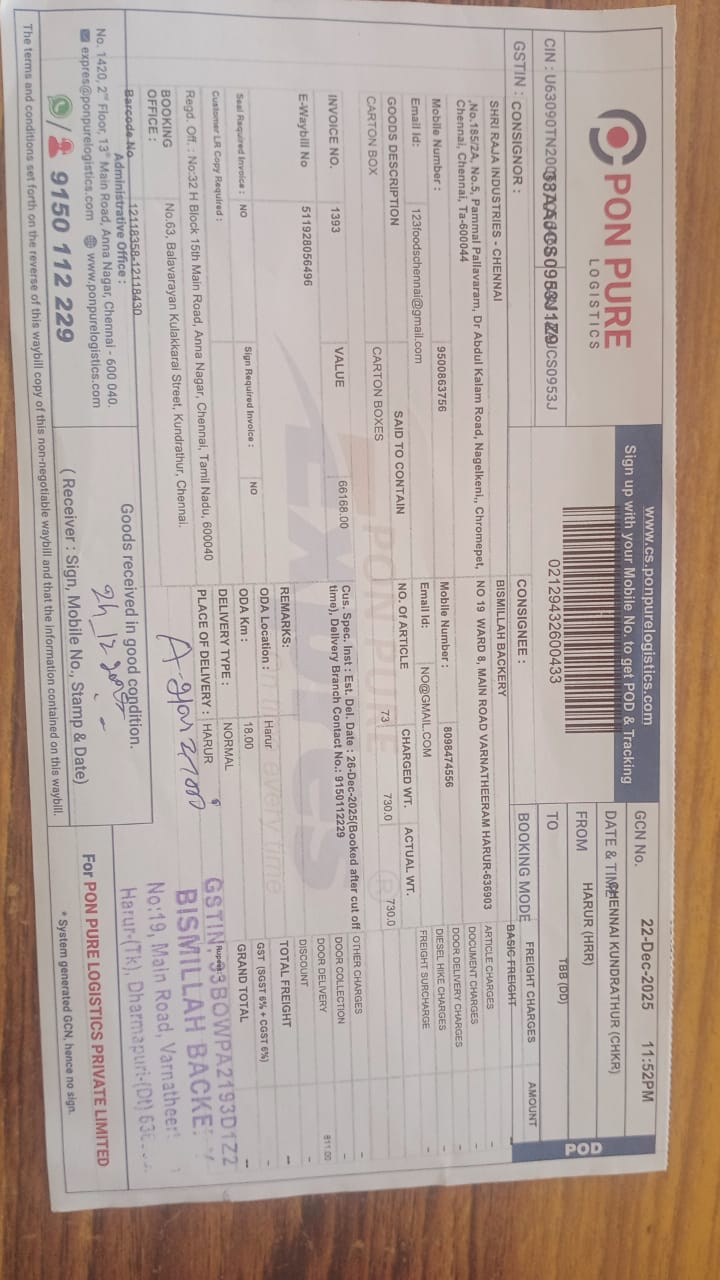 PON PURE
LOGISTICS
www.cs.ponpurelogistics.com
Sign up with your Mobile No. to get POD & Tracking
02129432600433
GCN No.
DATE & TIME
22-Dec-2025 11:52PM
FROM
CHENNAI KUNDRATHUR (CHKR)
TO
HARUR (HRR)
BOOKING MODE
TBB (DD)
POD
CIN : U63090TN20
GSTIN :
CONSIGNOR :
CONSIGNEE :
FREIGHT CHARGES AMOUNT
SHRI RAJA INDUSTRIES - CHENNAI
,No.185/2A, No.5, Pammal Pallavaram, Dr Abdul Kalam Road, Nagelkeni,, Chromepet,
Chennai, Chennai, Ta-600044
Mobile Number : 9500863756
Email Id: 123foodschennai@gmail.com
BISMILLAH BACKERY
NO 19 WARD 8, MAIN ROAD VARNATHEERAM HARUR-636903
Mobile Number : 8098474556
Email Id: NO@GMAIL.COM
BASIC FREIGHT
ARTICLE CHARGES -
DOCUMENT CHARGES -
DOOR DELIVERY CHARGES -
DIESEL HIKE CHARGES -
FREIGHT SURCHARGE -
GOODS DESCRIPTION
SAID TO CONTAIN
NO. Of ARTICLE
CHARGED WT.
ACTUAL WT.
CARTON BOX
CARTON BOXES
73
730.0
730.0
INVOICE NO. 1393
VALUE 66168.00
E-Waybill No 511928056496
Cus. Spec. Inst : Est. Del. Date : 26-Dec-2025(Booked after cut off
time), Delivery Branch Contact No.: 9150112229
OTHER CHARGES -
DOOR COLLECTION -
DOOR DELIVERY 811.00
DISCOUNT -
TOTAL FREIGHT --
GST (SGST 6% + CGST 6%) -
GRAND TOTAL --
Rupees
Seal Required Invoice : NO
Sign Required Invoice : NO
Customer LR Copy Required :
REMARKS:
ODA Location : Harur
ODA Km : 18.00
DELIVERY TYPE : NORMAL
PLACE OF DELIVERY : HARUR
Regd. Off. : No:32 H Block 15th Main Road, Anna Nagar, Chennai, Tamil Nadu, 600040
BOOKING
OFFICE :
No.63, Balavarayan Kulakkarai Street, Kundrathur, Chennai.
Barcode No 12118358-12118430
Administrative Office :
No. 1420, 2nd Floor, 13th Main Road, Anna Nagar, Chennai - 600 040.
expres@ponpurelogistics.com www.ponpurelogistics.com
9150 112 229
Goods received in good condition.
( Receiver : Sign, Mobile No., Stamp & Date)
GSTIN:33BOWPA2193D1Z2
BISMILLAH BACKE
No:19, Main Road, Varnatheer
Harur-(Tk), Dharmapuri-(Dt)
For PON PURE LOGISTICS PRIVATE LIMITED
* System generated GCN, hence no sign.
The terms and conditions set forth on the reverse of this waybill copy of this non-negotiable waybill and that the information contained on this waybill.